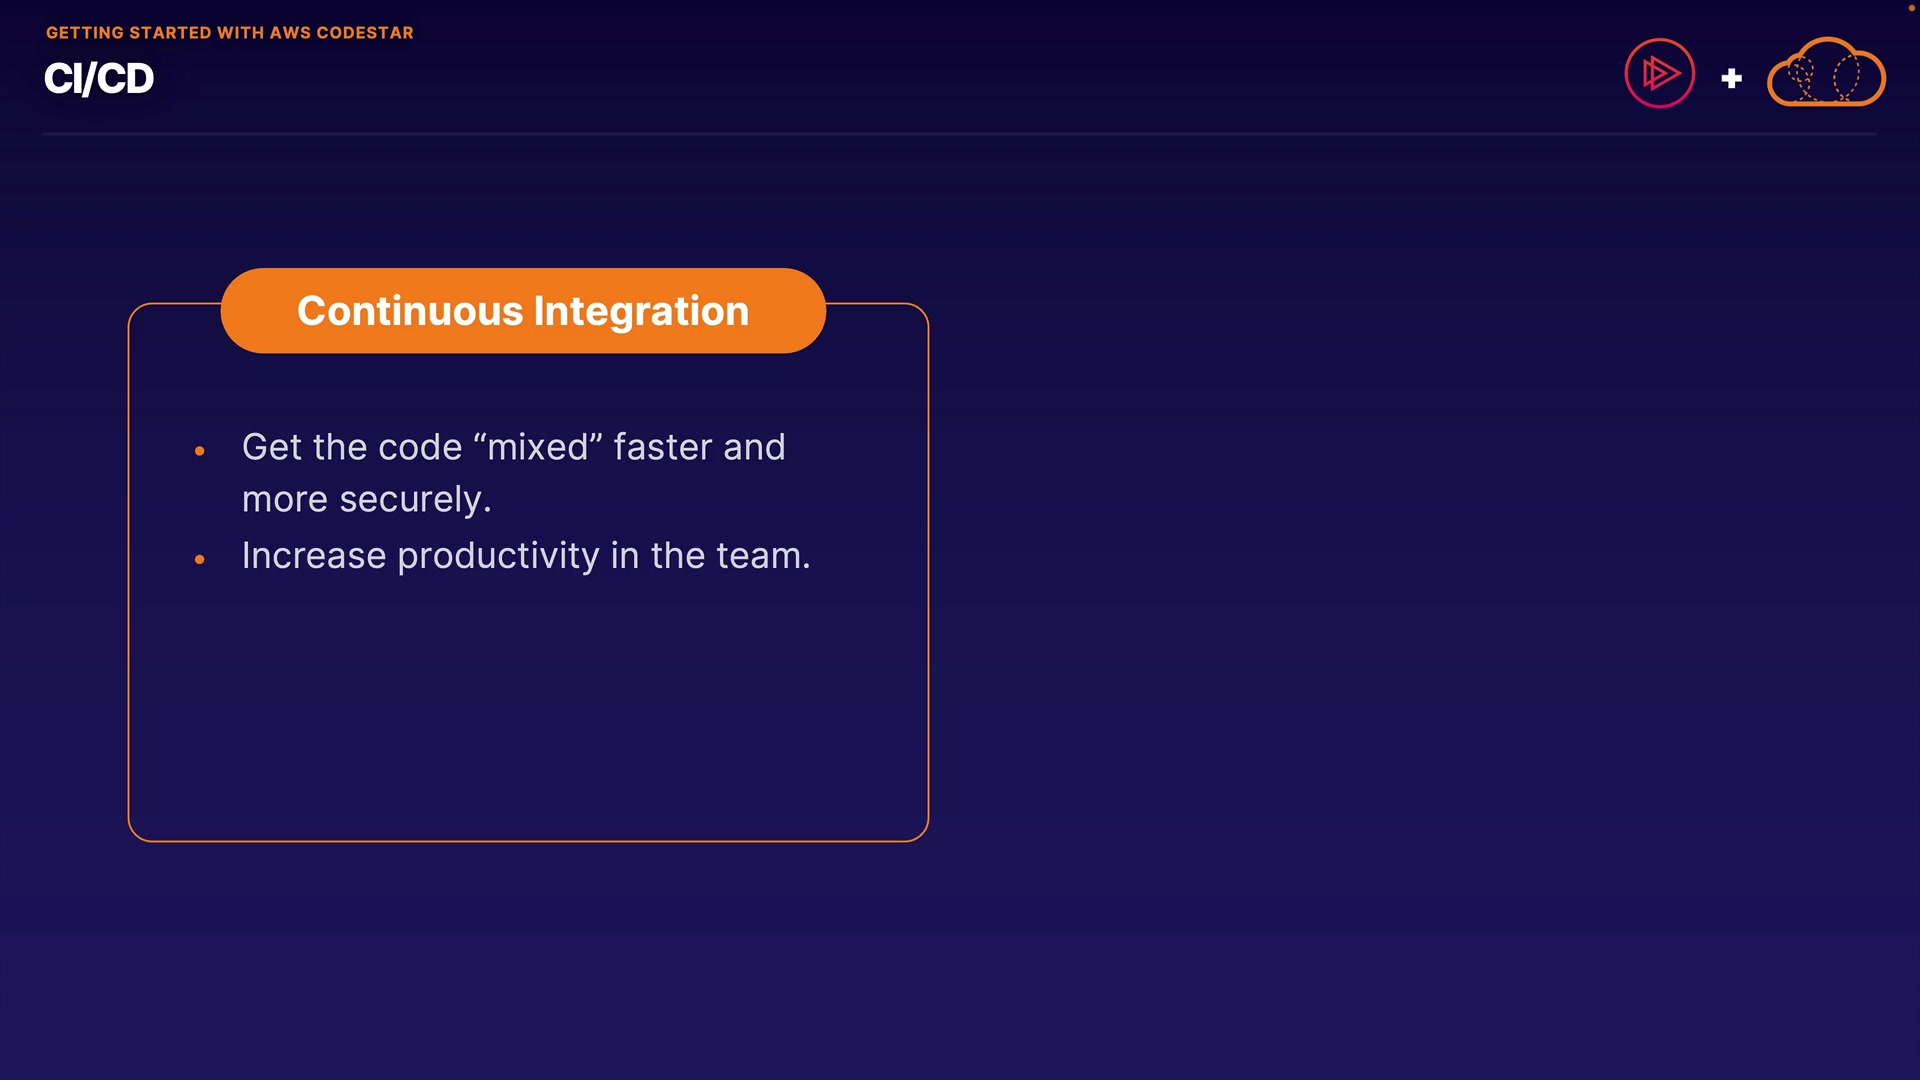 GETTING STARTED WITH AWS CODESTAR
CI/CD
Continuous Integration
• Get the code “mixed” faster and
more securely.
• Increase productivity in the team.